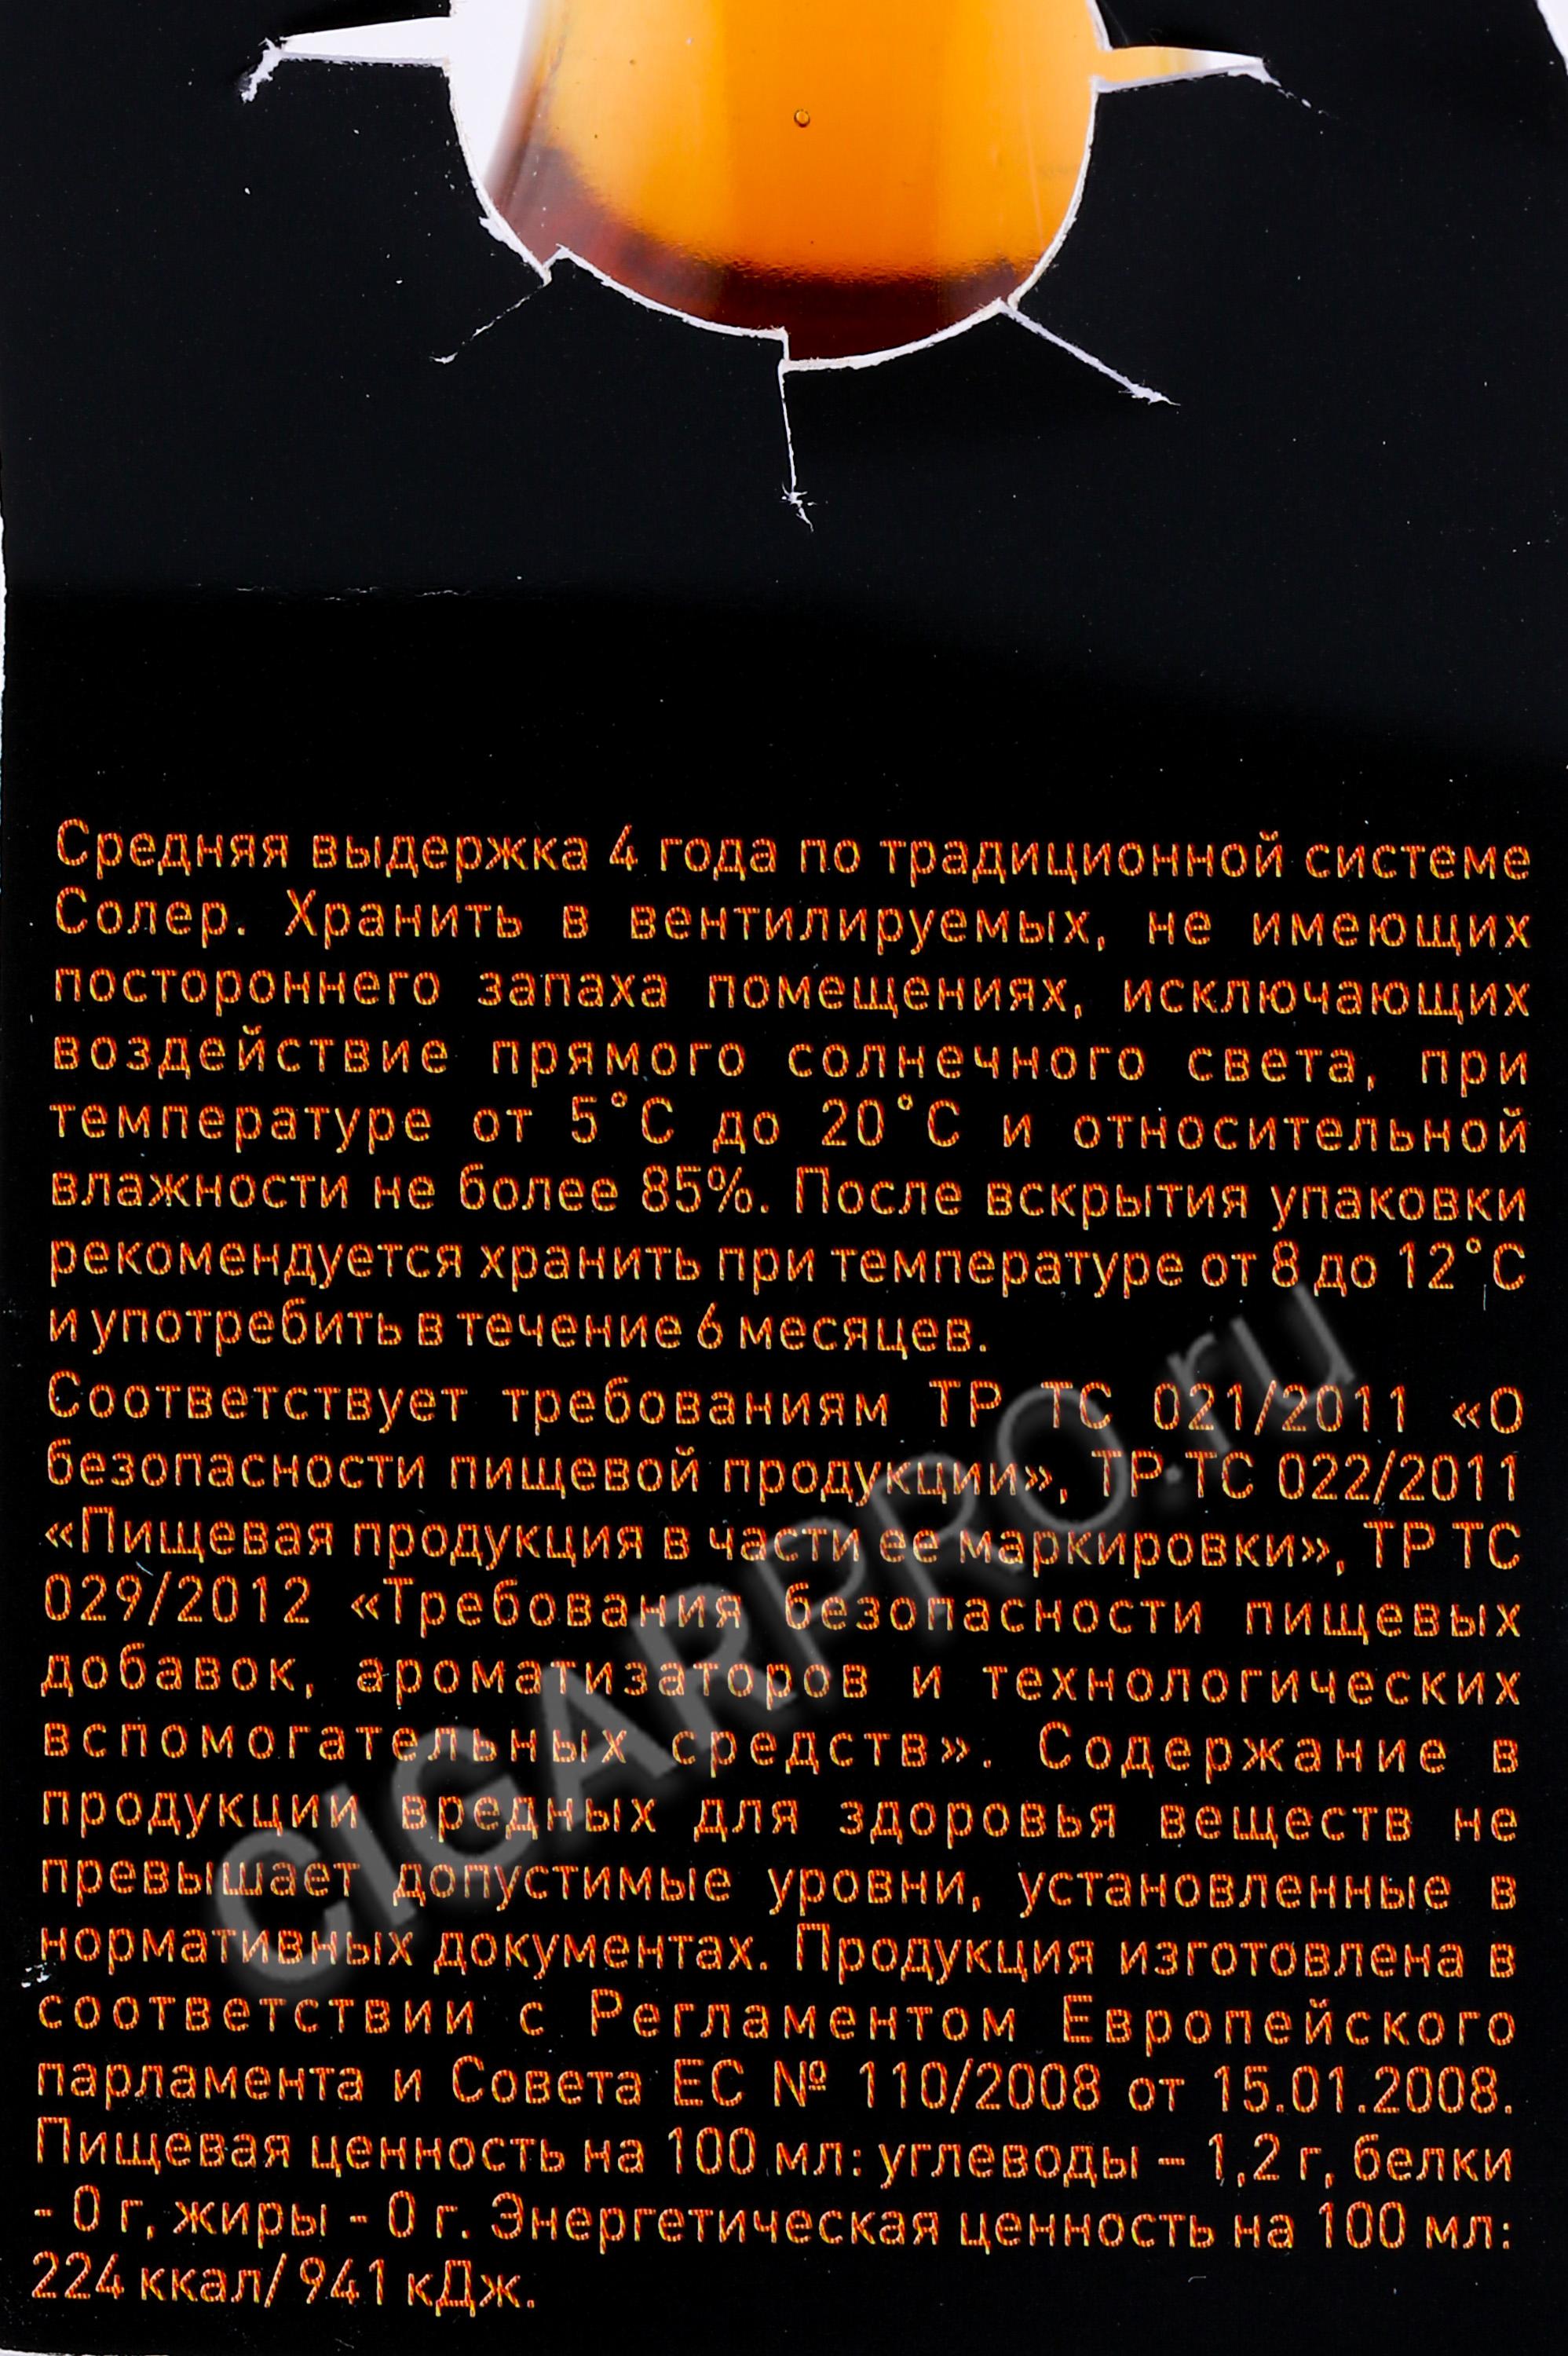 Средняя выдержка 4 года по традиционной системе
Солер. Хранить в вентилируемых, не имеющих
постороннего запаха помещениях, исключающих
воздействие прямого солнечного света, при
температуре от 5˚С до 20˚С и относительной
влажности не более 85%. После вскрытия упаковки
рекомендуется хранить при температуре от 8 до 12˚С
и употребить в течение 6 месяцев.
Соответствует требованиям ТР ТС 021/2011 «О
безопасности пищевой продукции», ТР ТС 022/2011
«Пищевая продукция в части ее маркировки», ТР ТС
029/2012 «Требования безопасности пищевых
добавок, ароматизаторов и технологических
вспомогательных средств». Содержание в
продукции вредных для здоровья веществ не
превышает допустимые уровни, установленные в
нормативных документах. Продукция изготовлена в
соответствии с Регламентом Европейского
парламента и Совета ЕС № 110/2008 от 15.01.2008.
Пищевая ценность на 100 мл: углеводы – 1,2 г, белки
- 0 г, жиры - 0 г. Энергетическая ценность на 100 мл:
224 ккал/ 941 кДж.
CIGARPRO.ru